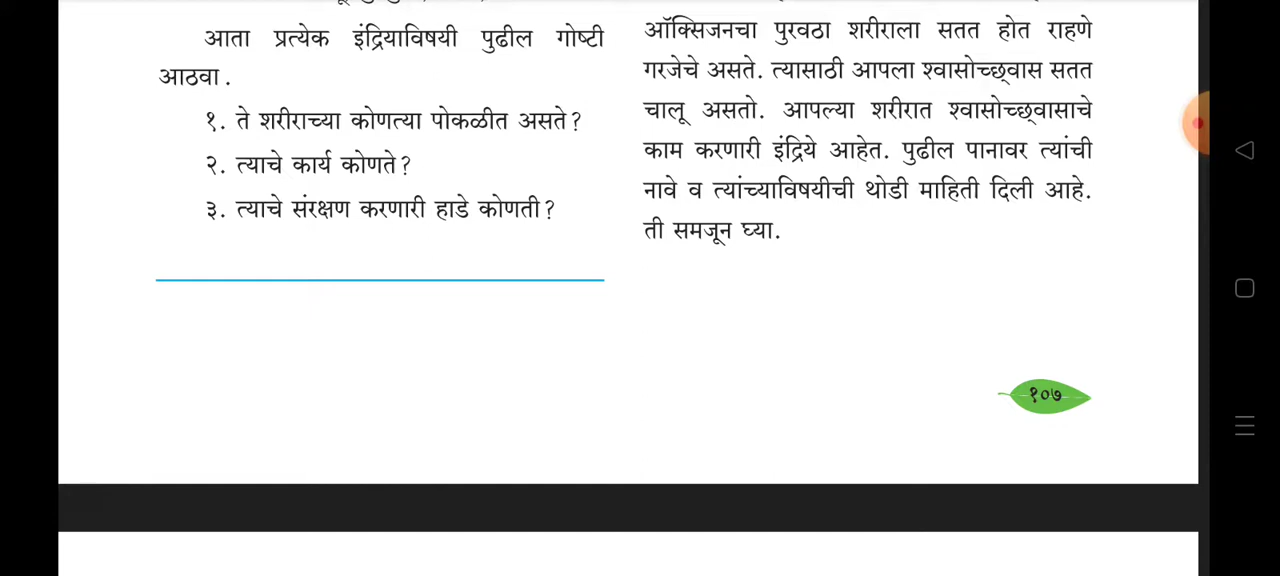 आता प्रत्येक इंद्रियाविषयी पुढील गोष्टी
आठवा.
१. ते शरीराच्या कोणत्या पोकळीत असते?
२. त्याचे कार्य कोणते?
३. त्याचे संरक्षण करणारी हाडे कोणती?
ऑक्सिजनचा पुरवठा शरीराला सतत होत राहणे
गरजेचे असते. त्यासाठी आपला श्वासोच्छ्‌वास सतत
चालू असतो. आपल्या शरीरात श्वासोच्छ्‌वासाचे
काम करणारी इंद्रिये आहेत. पुढील पानावर त्यांची
नावे व त्यांच्याविषयीची थोडी माहिती दिली आहे.
ती समजून घ्या.
१०७